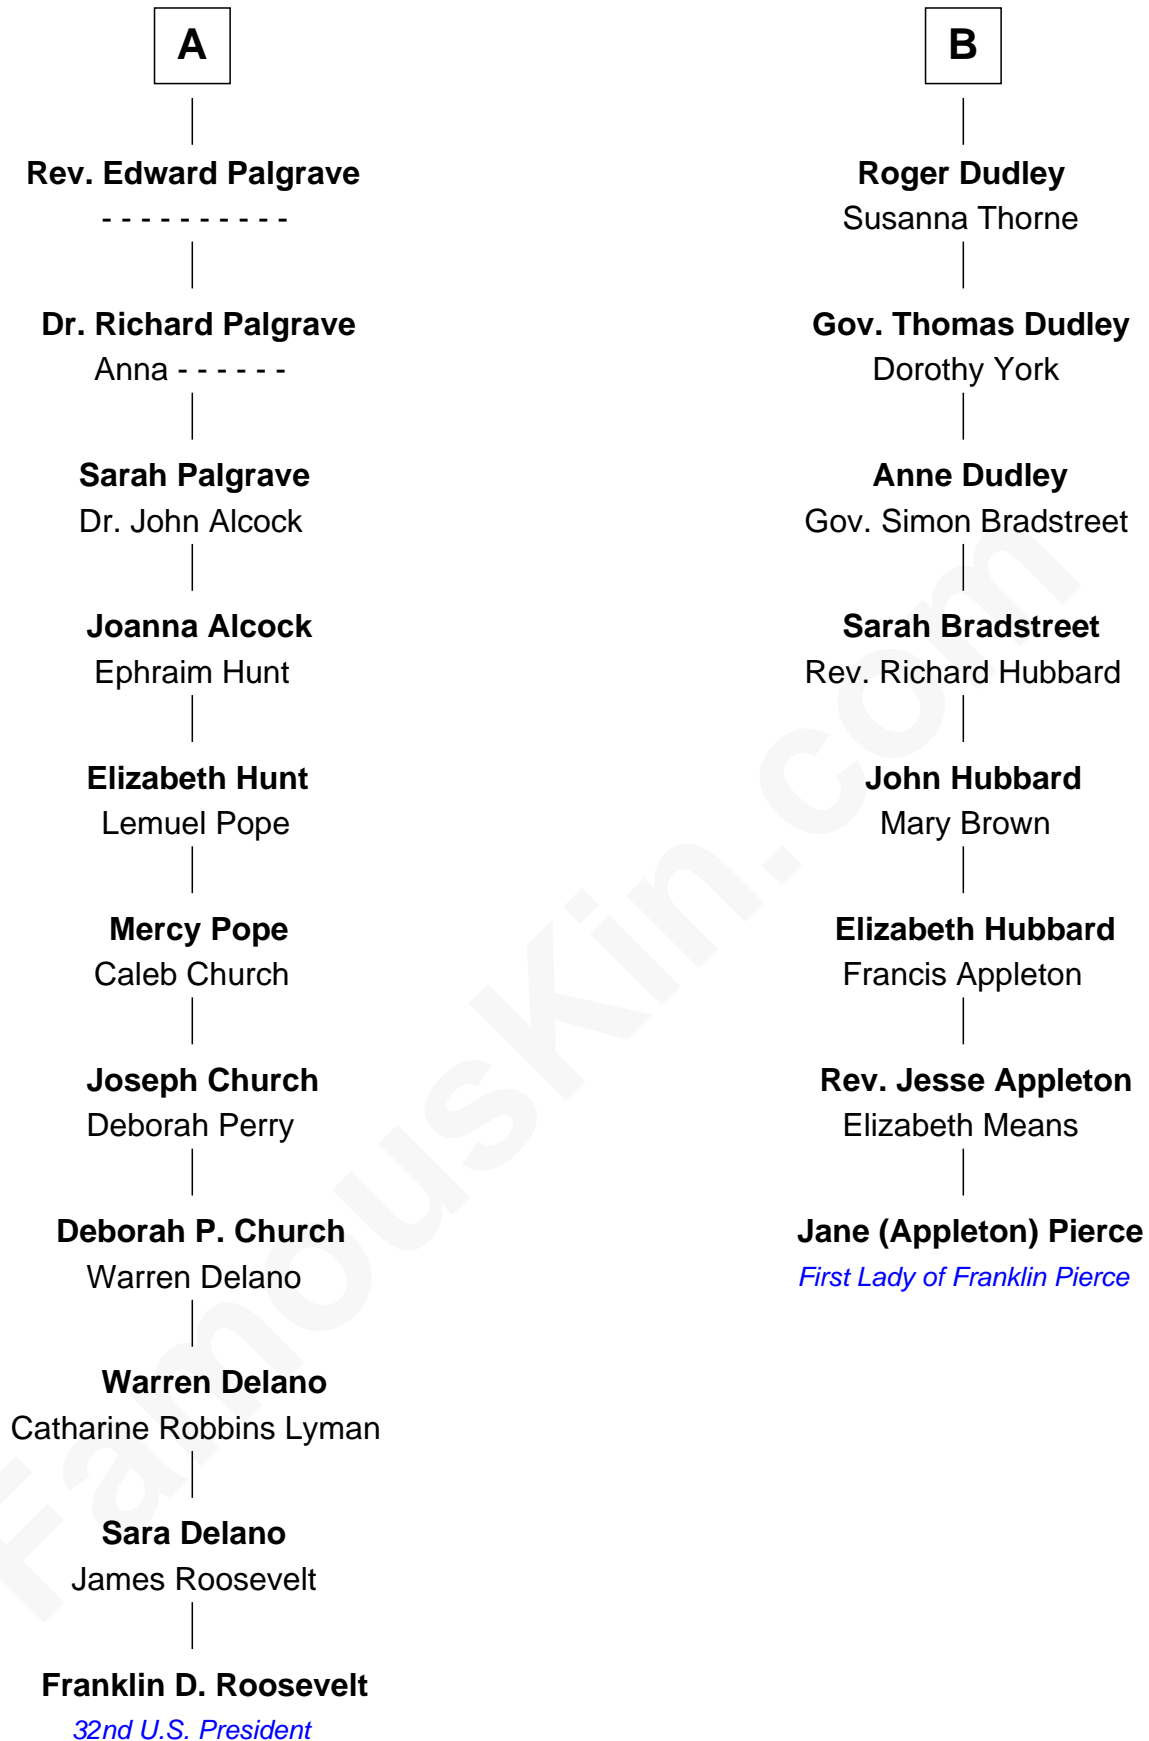 A
Rev. Edward Palgrave
- - - - - - - - - -
Dr. Richard Palgrave
Anna - - - - - -
Sarah Palgrave
Dr. John Alcock
Joanna Alcock
Ephraim Hunt
Elizabeth Hunt
Lemuel Pope
Mercy Pope
Caleb Church
Joseph Church
Deborah Perry
Deborah P. Church
Warren Delano
Warren Delano
Catharine Robbins Lyman
Sara Delano
James Roosevelt
Franklin D. Roosevelt
32nd U.S. President
B
Roger Dudley
Susanna Thorne
Gov. Thomas Dudley
Dorothy York
Anne Dudley
Gov. Simon Bradstreet
Sarah Bradstreet
Rev. Richard Hubbard
John Hubbard
Mary Brown
Elizabeth Hubbard
Francis Appleton
Rev. Jesse Appleton
Elizabeth Means
Jane (Appleton) Pierce
First Lady of Franklin Pierce
FamousKin.com